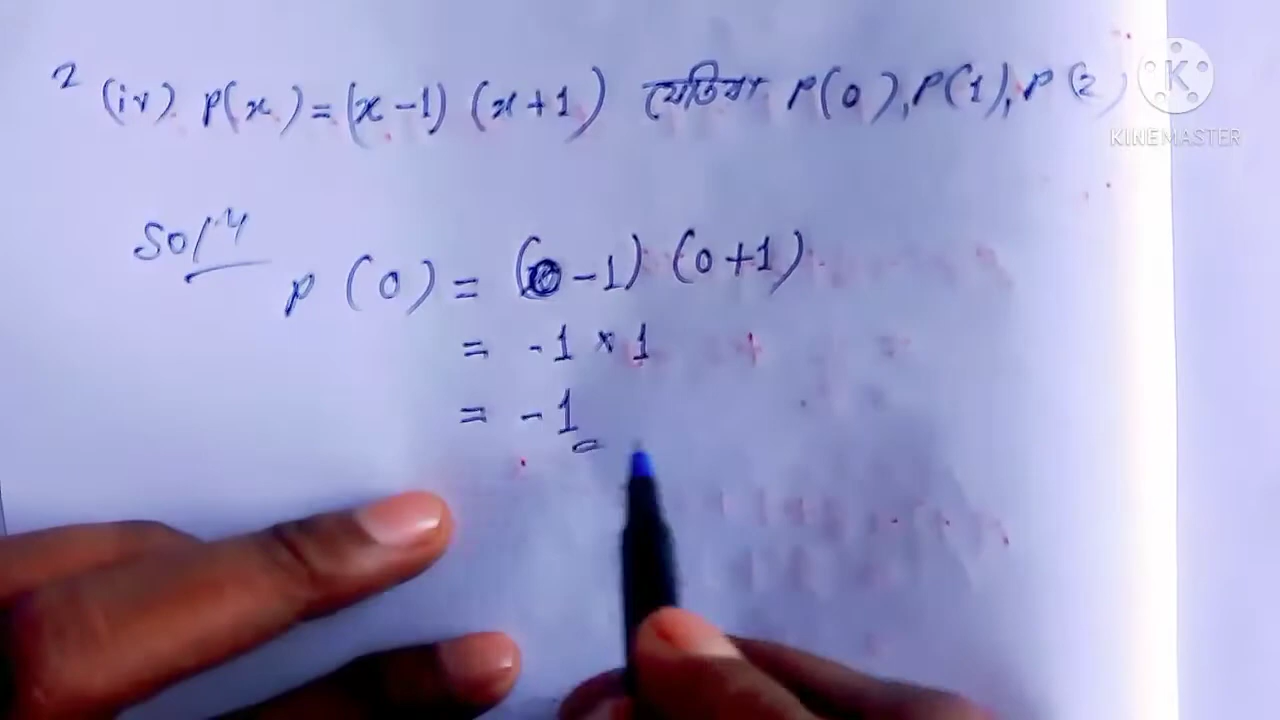 2 (iv) P(x) = (x-1) (x+1) P(0), P(1), P(2)
KINEMASTER
Sol/n
P (0) = (0-1) (0+1)
= -1 × 1
= -1